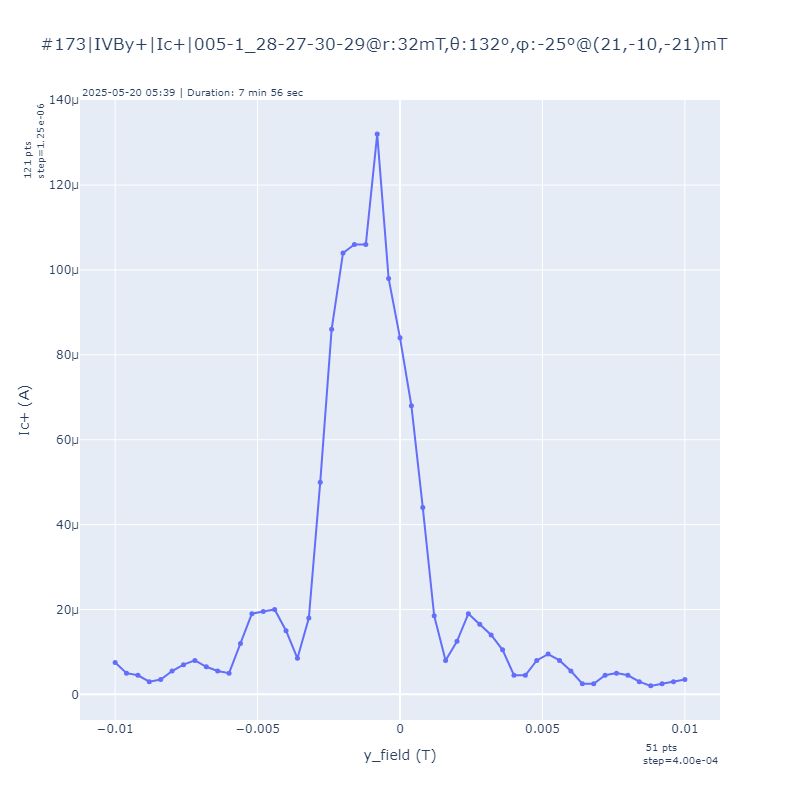 #173|IVBy+|Ic+|005-1_28-27-30-29@r:32mT,θ:132°,φ:-25°@(21,-10,-21)mT
2025-05-20 05:39 | Duration: 7 min 56 sec
121 pts
step=1.25e-06
140μ
120μ
100μ
80μ
60μ
40μ
20μ
0
Ic+ (A)
−0.01
−0.005
0
0.005
0.01
y_field (T)
51 pts
step=4.00e-04